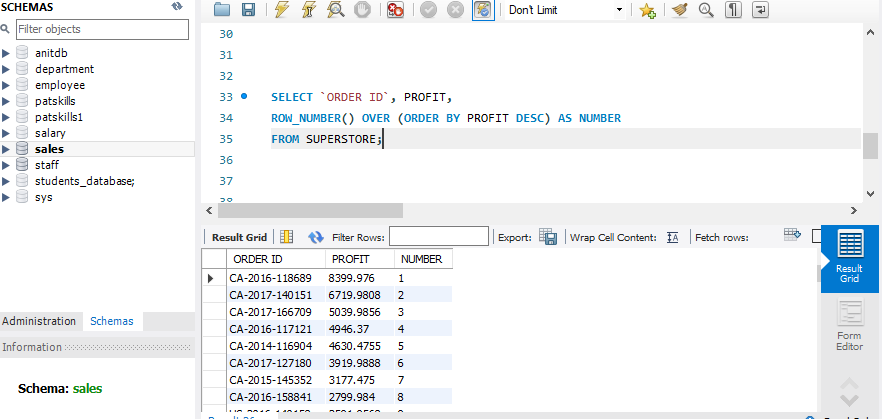 SCHEMAS
Filter objects
anitdb
department
employee
patskills
patskills1
salary
sales
staff
students_database;
sys
Administration Schemas
Information
Schema: sales
Don't Limit
30
31
32
33 SELECT `ORDER ID`, PROFIT,
34 ROW_NUMBER() OVER (ORDER BY PROFIT DESC) AS NUMBER
35 FROM SUPERSTORE;
36
37
38
Result Grid Filter Rows: Export: Wrap Cell Content: Fetch rows:
ORDER ID PROFIT NUMBER
CA-2016-118689 8399.976 1
CA-2017-140151 6719.9808 2
CA-2017-166709 5039.9856 3
CA-2016-117121 4946.37 4
CA-2014-116904 4630.4755 5
CA-2017-127180 3919.9888 6
CA-2015-145352 3177.475 7
CA-2016-158841 2799.984 8
Result
Grid
Form
Editor